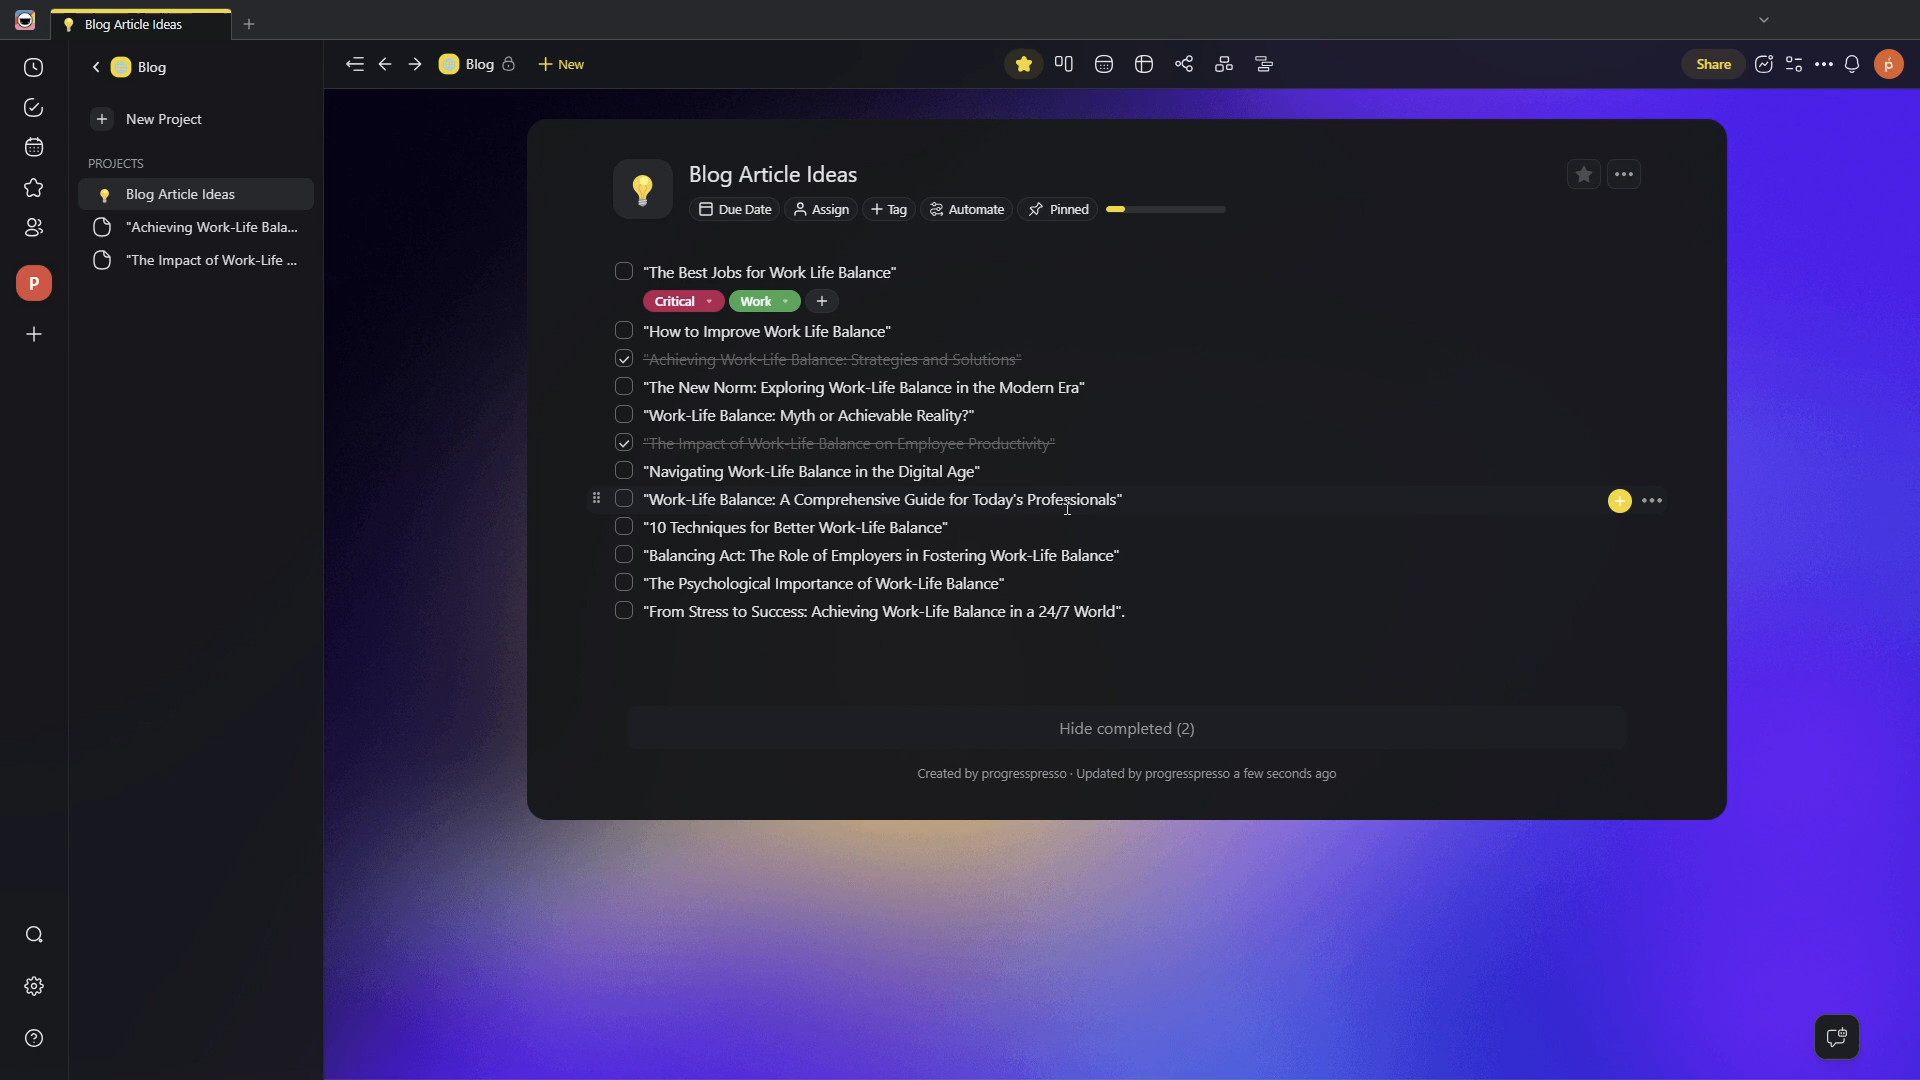 Blog Article Ideas
Blog
Blog
New
Share
ṗ
New Project
PROJECTS
Blog Article Ideas
"Achieving Work-Life Bala...
"The Impact of Work-Life ...
P
Blog Article Ideas
Due Date
Assign
Tag
Automate
Pinned
"The Best Jobs for Work Life Balance"
Critical
Work
"How to Improve Work Life Balance"
"Achieving Work-Life Balance: Strategies and Solutions"
"The New Norm: Exploring Work-Life Balance in the Modern Era"
"Work-Life Balance: Myth or Achievable Reality?"
"The Impact of Work-Life Balance on Employee Productivity"
"Navigating Work-Life Balance in the Digital Age"
"Work-Life Balance: A Comprehensive Guide for Today's Professionals"
"10 Techniques for Better Work-Life Balance"
"Balancing Act: The Role of Employers in Fostering Work-Life Balance"
"The Psychological Importance of Work-Life Balance"
"From Stress to Success: Achieving Work-Life Balance in a 24/7 World".
Hide completed (2)
Created by progresspresso · Updated by progresspresso a few seconds ago